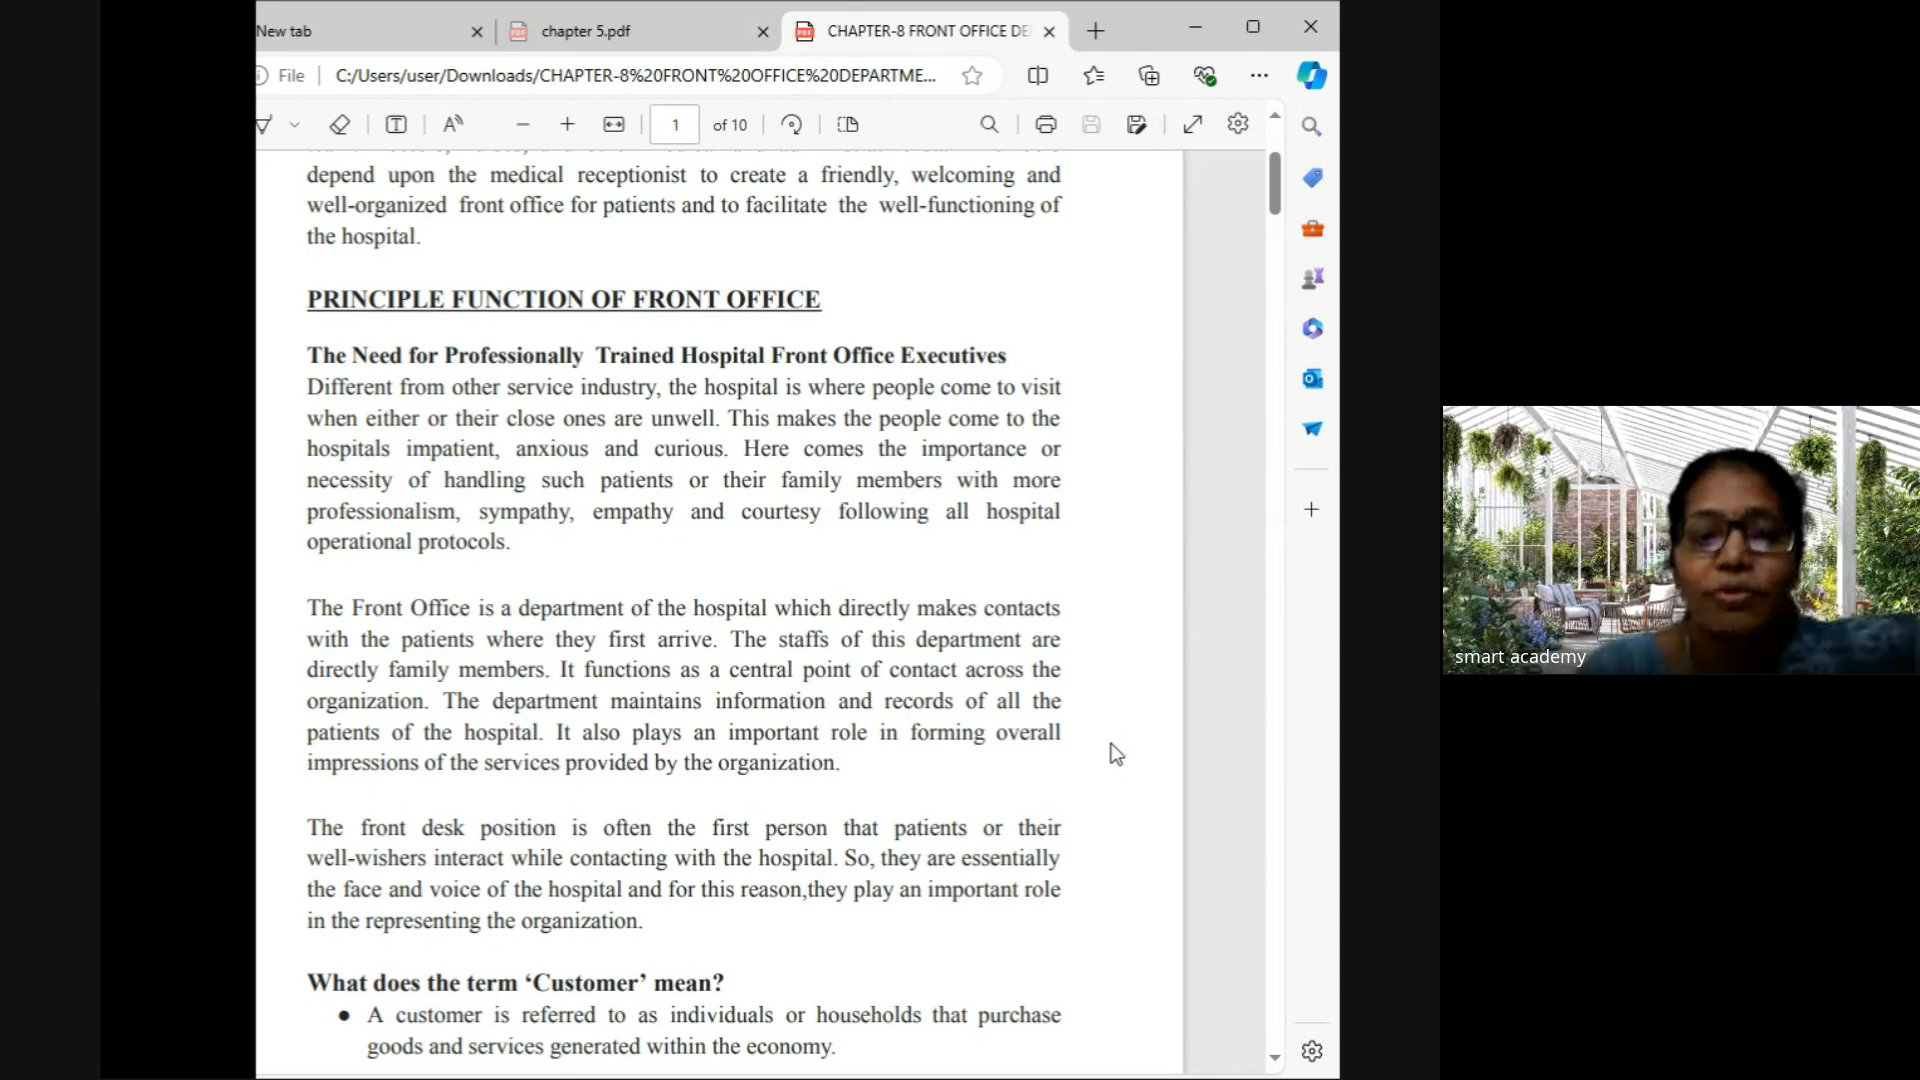 New tab
chapter 5.pdf
CHAPTER-8 FRONT OFFICE DE
File
C:/Users/user/Downloads/CHAPTER-8%20FRONT%20OFFICE%20DEPARTME...
1 of 10
depend upon the medical receptionist to create a friendly, welcoming and
well-organized front office for patients and to facilitate the well-functioning of
the hospital.
PRINCIPLE FUNCTION OF FRONT OFFICE
The Need for Professionally Trained Hospital Front Office Executives
Different from other service industry, the hospital is where people come to visit
when either or their close ones are unwell. This makes the people come to the
hospitals impatient, anxious and curious. Here comes the importance or
necessity of handling such patients or their family members with more
professionalism, sympathy, empathy and courtesy following all hospital
operational protocols.
The Front Office is a department of the hospital which directly makes contacts
with the patients where they first arrive. The staffs of this department are
directly family members. It functions as a central point of contact across the
organization. The department maintains information and records of all the
patients of the hospital. It also plays an important role in forming overall
impressions of the services provided by the organization.
The front desk position is often the first person that patients or their
well-wishers interact while contacting with the hospital. So, they are essentially
the face and voice of the hospital and for this reason,they play an important role
in the representing the organization.
What does the term ‘Customer’ mean?
● A customer is referred to as individuals or households that purchase
goods and services generated within the economy.
smart academy